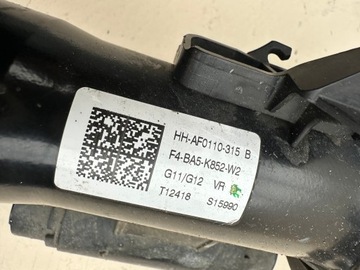 HH-AF0110-315 B
F4-BA5-K852-W2
G11/G12 VR
T12418 S15990